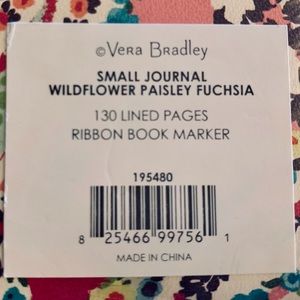 ©Vera Bradley
SMALL JOURNAL
WILDFLOWER PAISLEY FUCHSIA
130 LINED PAGES
RIBBON BOOK MARKER
195480
8 25466 99756 1
MADE IN CHINA